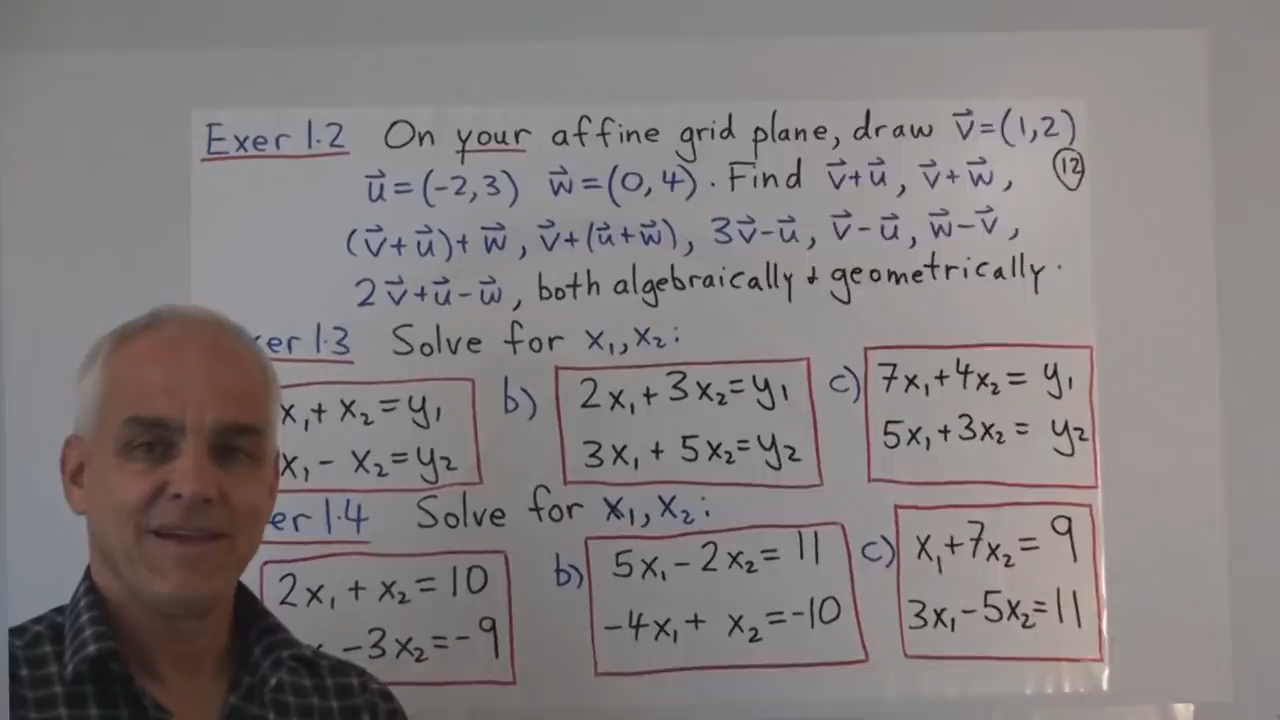 Exer 1.2 On your affine grid plane, draw v⃗=(1,2)
u⃗=(-2,3) w⃗=(0,4). Find v⃗+u⃗, v⃗+w⃗, 12
(v⃗+u⃗)+w⃗, v⃗+(u⃗+w⃗), 3v⃗-u⃗, v⃗-u⃗, w⃗-v⃗,
2v⃗+u⃗-w⃗, both algebraically + geometrically.
er 1.3 Solve for x₁,x₂:
x₁+x₂=y₁ b) 2x₁+3x₂=y₁ c) 7x₁+4x₂=y₁
x₁-x₂=y₂ 3x₁+5x₂=y₂ 5x₁+3x₂=y₂
er 1.4 Solve for x₁,x₂:
2x₁+x₂=10 b) 5x₁-2x₂=11 c) x₁+7x₂=9
-3x₂=-9 -4x₁+x₂=-10 3x₁-5x₂=11